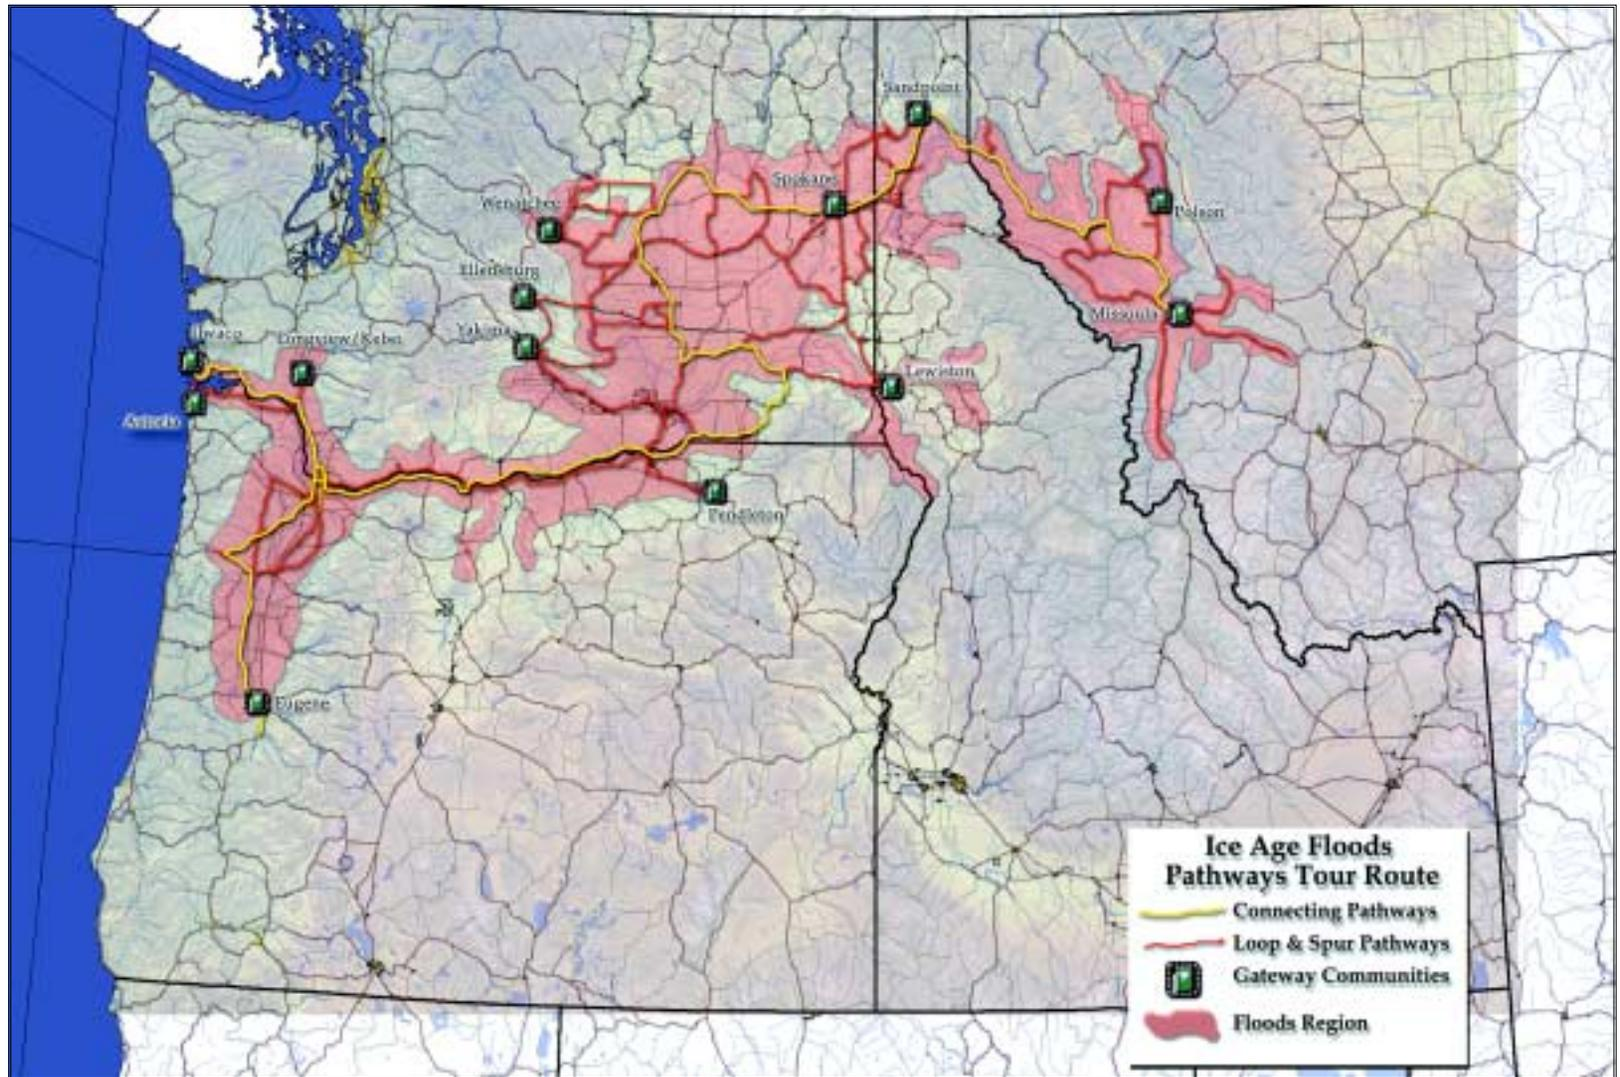 Sandpoint
Spokane
Wenatchee
Polson
Ellensburg
Missoula
Yakima
Ilwaco
Longview/Kelso
Lewiston
Astoria
Pendleton
Eugene
Ice Age Floods
Pathways Tour Route
Connecting Pathways
Loop & Spur Pathways
Gateway Communities
Floods Region